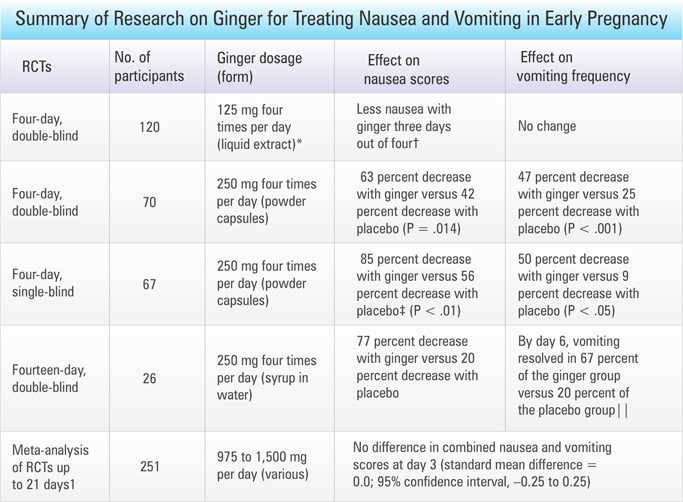 Summary of Research on Ginger for Treating Nausea and Vomiting in Early Pregnancy
RCTs
No. of
participants
Ginger dosage
(form)
Effect on
nausea scores
Effect on
vomiting frequency
Four-day,
double-blind
120
125 mg four
times per day
(liquid extract)*
Less nausea with
ginger three days
out of four†
No change
Four-day,
double-blind
70
250 mg four times
per day (powder
capsules)
63 percent decrease
with ginger versus 42
percent decrease with
placebo (P = .014)
47 percent decrease
with ginger versus 25
percent decrease with
placebo (P < .001)
Four-day,
single-blind
67
250 mg four times
per day (powder
capsules)
85 percent decrease
with ginger versus 56
percent decrease with
placebo‡ (P < .01)
50 percent decrease
with ginger versus 9
percent decrease with
placebo (P < .05)
Fourteen-day,
double-blind
26
250 mg four times
per day (syrup in
water)
77 percent decrease
with ginger versus 20
percent decrease with
placebo
By day 6, vomiting
resolved in 67 percent
of the ginger group
versus 20 percent of
the placebo group||
Meta-analysis
of RCTs up
to 21 days1
251
975 to 1,500 mg
per day (various)
No difference in combined nausea and vomiting
scores at day 3 (standard mean difference =
0.0; 95% confidence interval, –0.25 to 0.25)